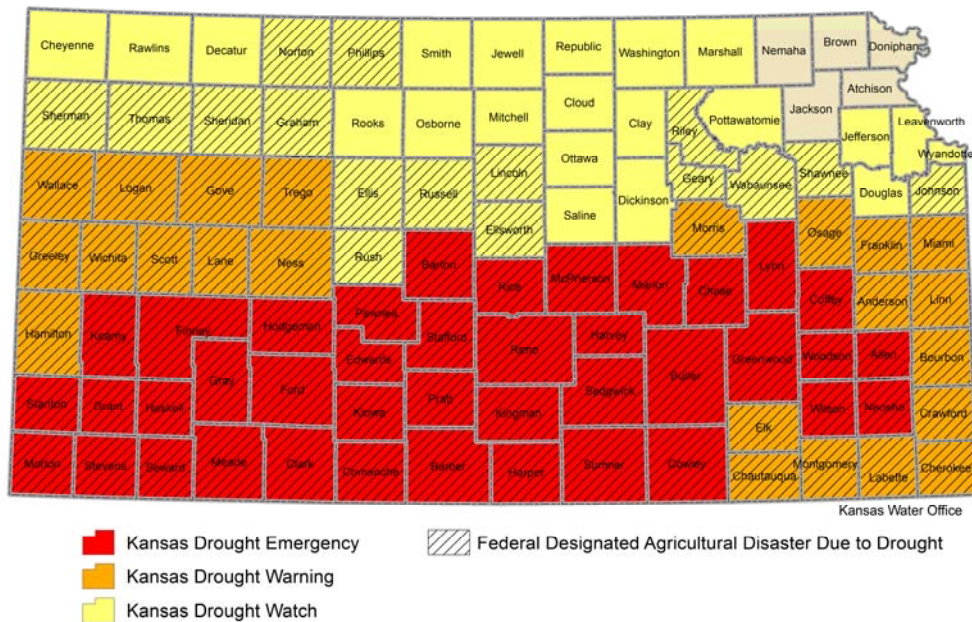 Cheyenne Rawlins Decatur Norton Phillips Smith Jewell Republic Washington Marshall Nemaha Brown Doniphan
Atchison
Sherman Thomas Sheridan Graham Rooks Osborne Mitchell Cloud Clay Riley Pottawatomie Jackson Jefferson Leavenworth
Wyandotte
Wallace Logan Gove Trego Ellis Russell Lincoln Ottawa Geary Wabaunsee Shawnee Douglas Johnson
Saline Dickinson
Greeley Wichita Scott Lane Ness Rush Barton Ellsworth Morris Osage Franklin Miami
Rice McPherson Marion Chase Lyon Coffey Anderson Linn
Hamilton Kearny Finney Hodgeman Pawnee Stafford
Edwards Reno Harvey Greenwood Woodson Allen Bourbon
Gray Ford Sedgwick Butler
Stanton Grant Haskell Kiowa Pratt Kingman Wilson Neosho Crawford
Elk
Morton Stevens Seward Meade Clark Comanche Barber Harper Sumner Cowley Chautauqua Montgomery Labette Cherokee
Kansas Water Office
Kansas Drought Emergency
Federal Designated Agricultural Disaster Due to Drought
Kansas Drought Warning
Kansas Drought Watch